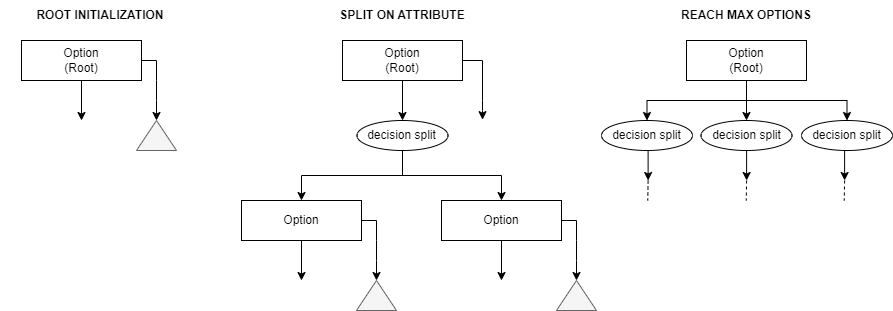 ROOT INITIALIZATION
Option
(Root)
SPLIT ON ATTRIBUTE
Option
(Root)
decision split
Option
Option
REACH MAX OPTIONS
Option
(Root)
decision split
decision split
decision split